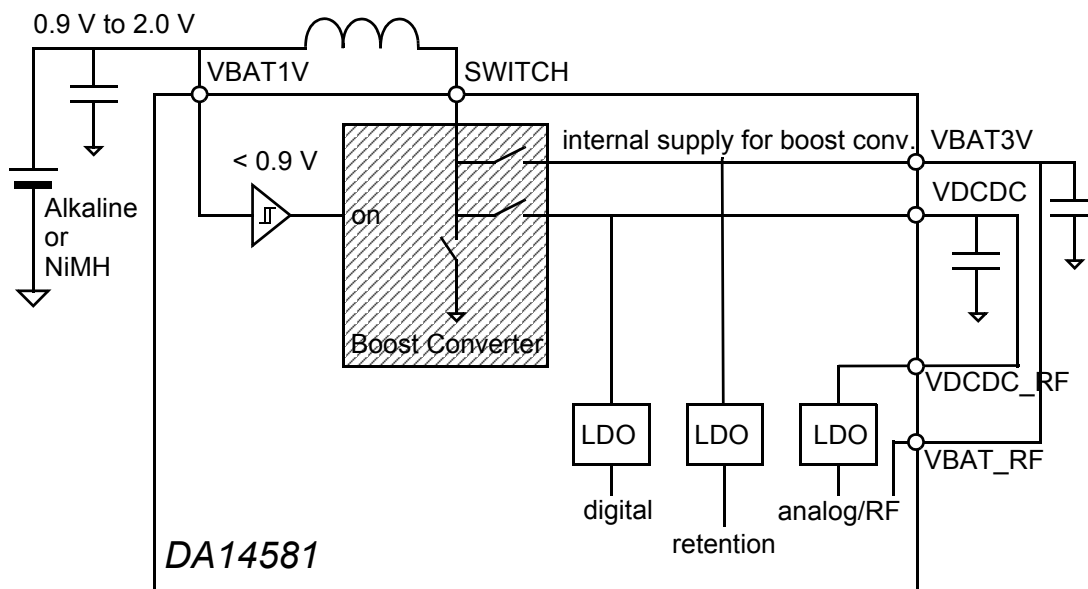 0.9 V to 2.0 V
VBAT1V
SWITCH
internal supply for boost conv.
VBAT3V
< 0.9 V
VDCDC
Alkaline
or
NiMH
on
Boost Converter
VDCDC_RF
LDO
LDO
LDO
VBAT_RF
digital
analog/RF
retention
DA14581